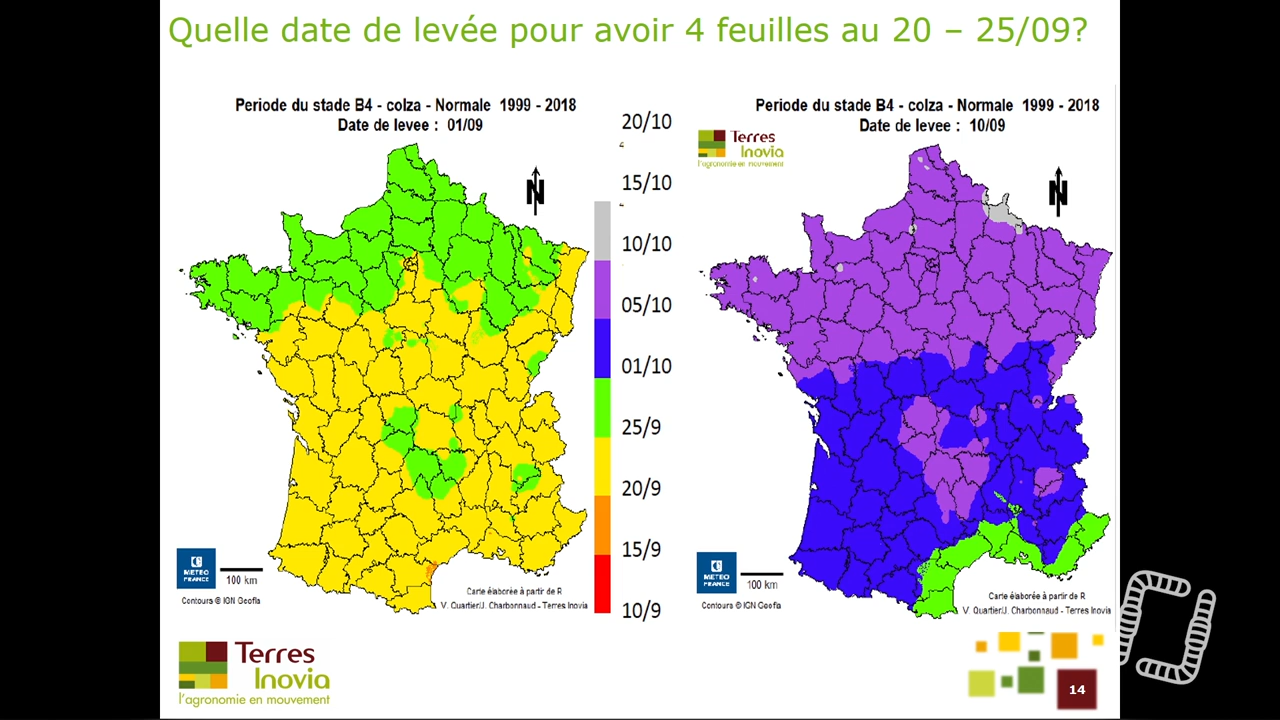 Quelle date de levée pour avoir 4 feuilles au 20 – 25/09?
Periode du stade B4 - colza - Normale 1999 - 2018
Date de levee : 01/09
N
20/10
15/10
10/10
05/10
01/10
25/9
20/9
15/9
10/9
METEO
FRANCE
100 km
Contours @ IGN Geofla
Carte élaborée à partir de R
V. Quartier/J. Charbonnaud - Terres Inovia
Periode du stade B4 - colza - Normale 1999 - 2018
Date de levee : 10/09
Terres
Inovia
l'agronomie en mouvement
N
METEO
FRANCE
100 km
Contours @ IGN Geofla
Carte élaborée à partir de R
V. Quartier/J. Charbonnaud - Terres Inovia
Terres
Inovia
l'agronomie en mouvement
14